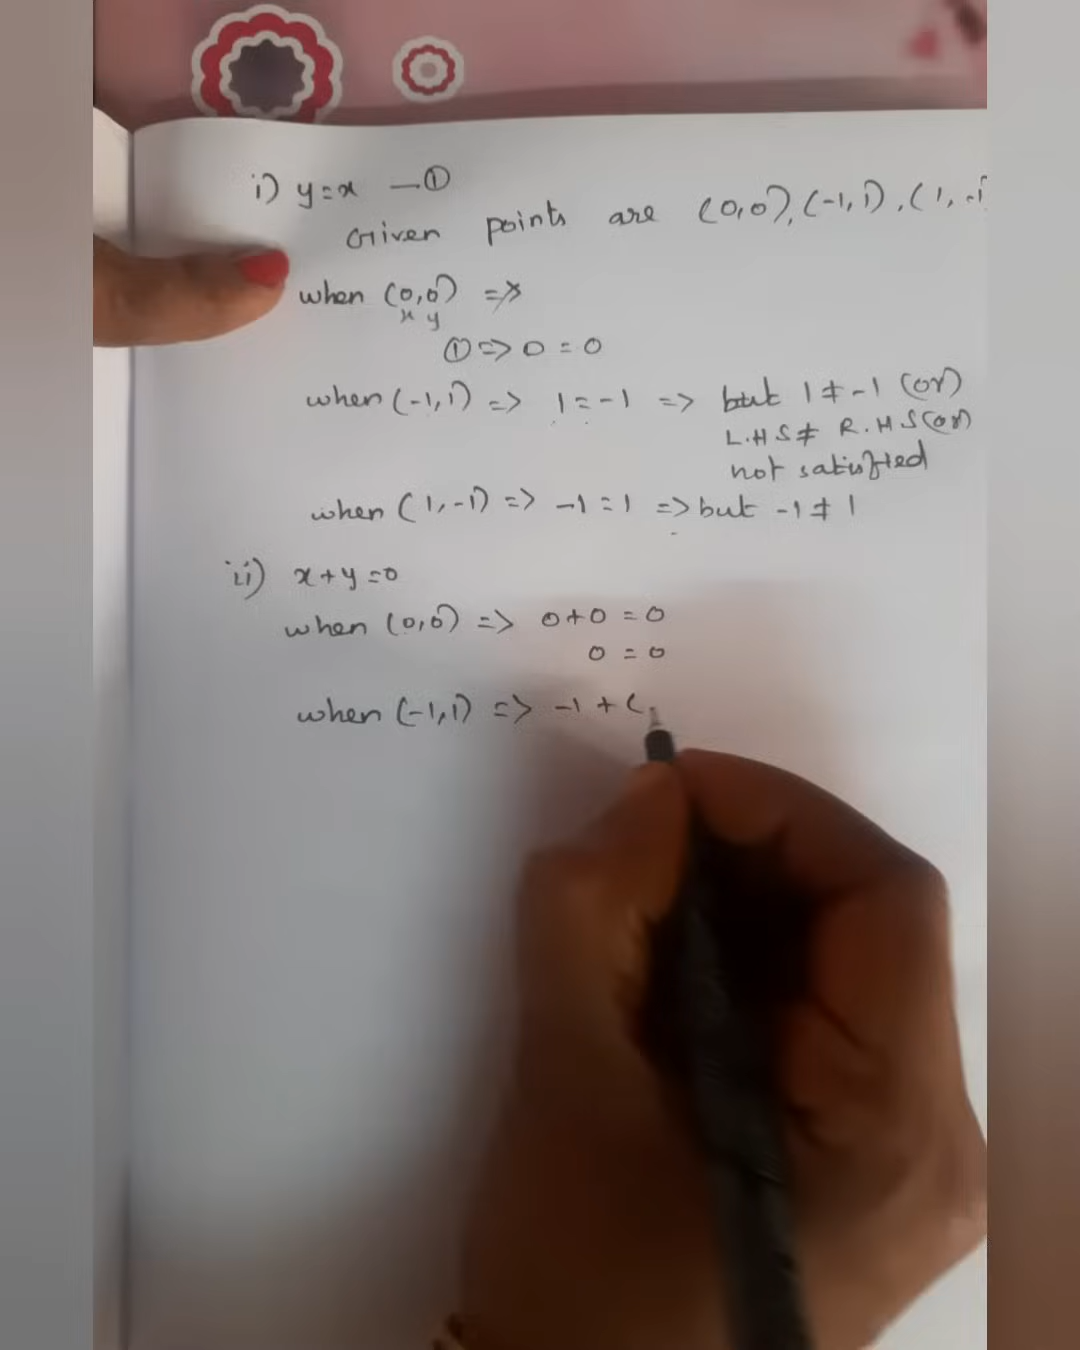 i) y=x —①
Given points are (0,0), (-1,1), (1,-1
when (0,0) =>
x y
① => 0 = 0
when (-1,1) => 1 = -1 => but 1 ≠ -1 (or)
L.H S ≠ R.H S (or)
not satisfied
when (1,-1) => -1 = 1 => but -1 ≠ 1
ii) x+y=0
when (0,0) => 0+0 = 0
0 = 0
when (-1,1) => -1 + (